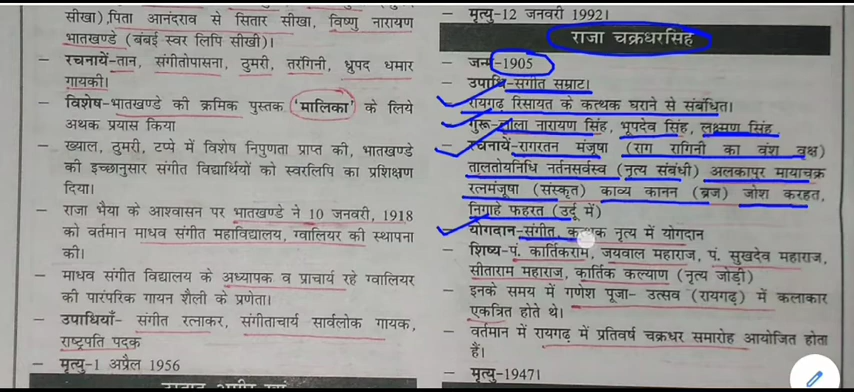 सीखा),पिता आनंदराव से सितार सीखा, विष्णु नारायण
भातखण्डे (बंबई स्वर लिपि सीखी)।
– रचनायें-तान, संगीतोपासना, ठुमरी, तरंगिनी, ध्रुपद धमार
गायकी।
– विशेष-भातखण्डे की क्रमिक पुस्तक 'मालिका' के लिये
अथक प्रयास किया
– ख्याल, ठुमरी, टप्पे में विशेष निपुणता प्राप्त की, भातखण्डे
की इच्छानुसार संगीत विद्यार्थियों को स्वरलिपि का प्रशिक्षण
दिया।
– राजा भैया के आश्वासन पर भातखण्डे ने 10 जनवरी, 1918
को वर्तमान माधव संगीत महाविद्यालय, ग्वालियर की स्थापना
की।
– माधव संगीत विद्यालय के अध्यापक व प्राचार्य रहे ग्वालियर
की पारंपरिक गायन शैली के प्रणेता।
– उपाधियाँ- संगीत रत्नाकर, संगीताचार्य सार्वलोक गायक,
राष्ट्रपति पदक
– मृत्यु-1 अप्रैल 1956
– मृत्यु-12 जनवरी 1992।
राजा चक्रधरसिंह
– जन्म-1905
– उपाधि-संगीत सम्राट।
रायगढ़ रिसायत के कत्थक घराने से संबंधित।
गुरू-लाला नारायण सिंह, भूपदेव सिंह, लक्ष्मण सिंह
रचनायें-रागरतन मंजूषा (राग रागिनी का वंश वृक्ष)
तालतोयनिधि नर्तनसर्वस्व (नृत्य संबंधी) अलकापुर मायाचक्र
रत्नमंजूषा (संस्कृत) काव्य कानन (ब्रज) जोश करहत,
निगाहे फहरत (उर्दू में)
योगदान-संगीत, नृत्य में योगदान
– शिष्य-पं. कार्तिकराम, जयवाल महाराज, पं. सुखदेव महाराज,
सीताराम महाराज, कार्तिक कल्याण (नृत्य जोड़ी)
– इनके समय में गणेश पूजा- उत्सव (रायगढ़) में कलाकार
एकत्रित होते थे।
– वर्तमान में रायगढ़ में प्रतिवर्ष चक्रधर समारोह आयोजित होता
हैं।
– मृत्यु-1947।